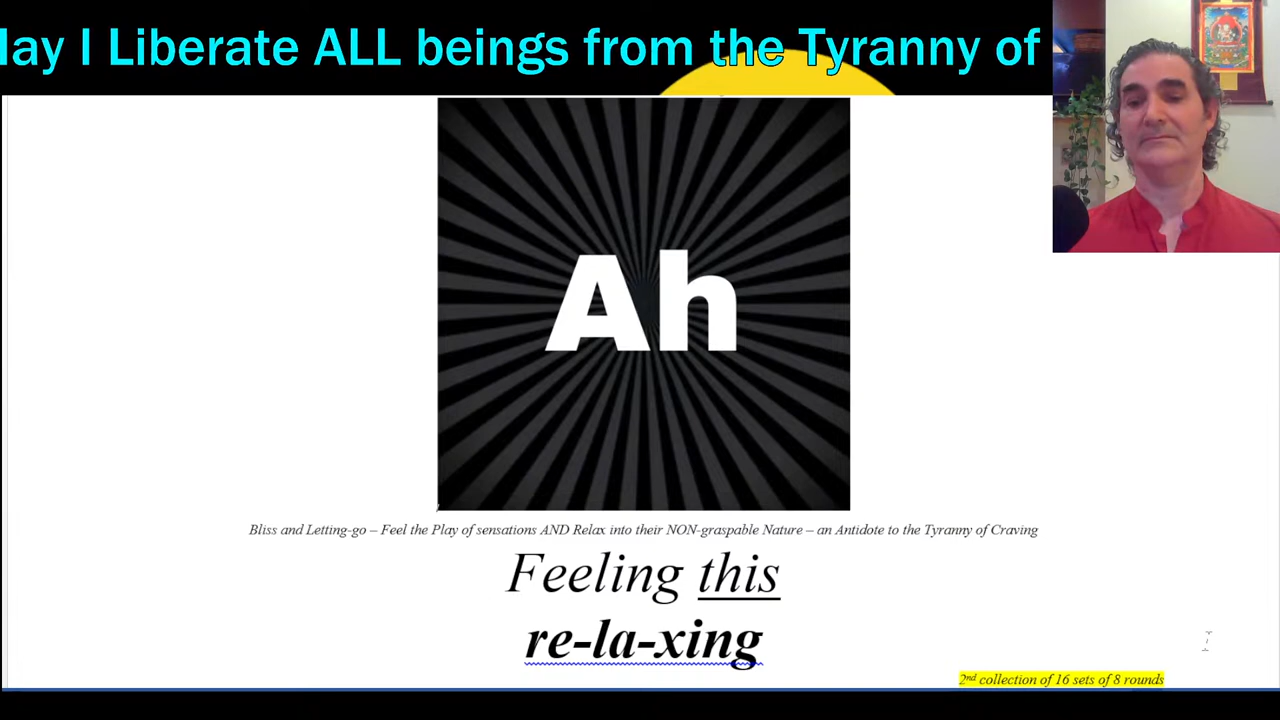 lay I Liberate ALL beings from the Tyranny of
Ah
Bliss and Letting-go – Feel the Play of sensations AND Relax into their NON-graspable Nature – an Antidote to the Tyranny of Craving
Feeling this
re-la-xing
2nd collection of 16 sets of 8 rounds